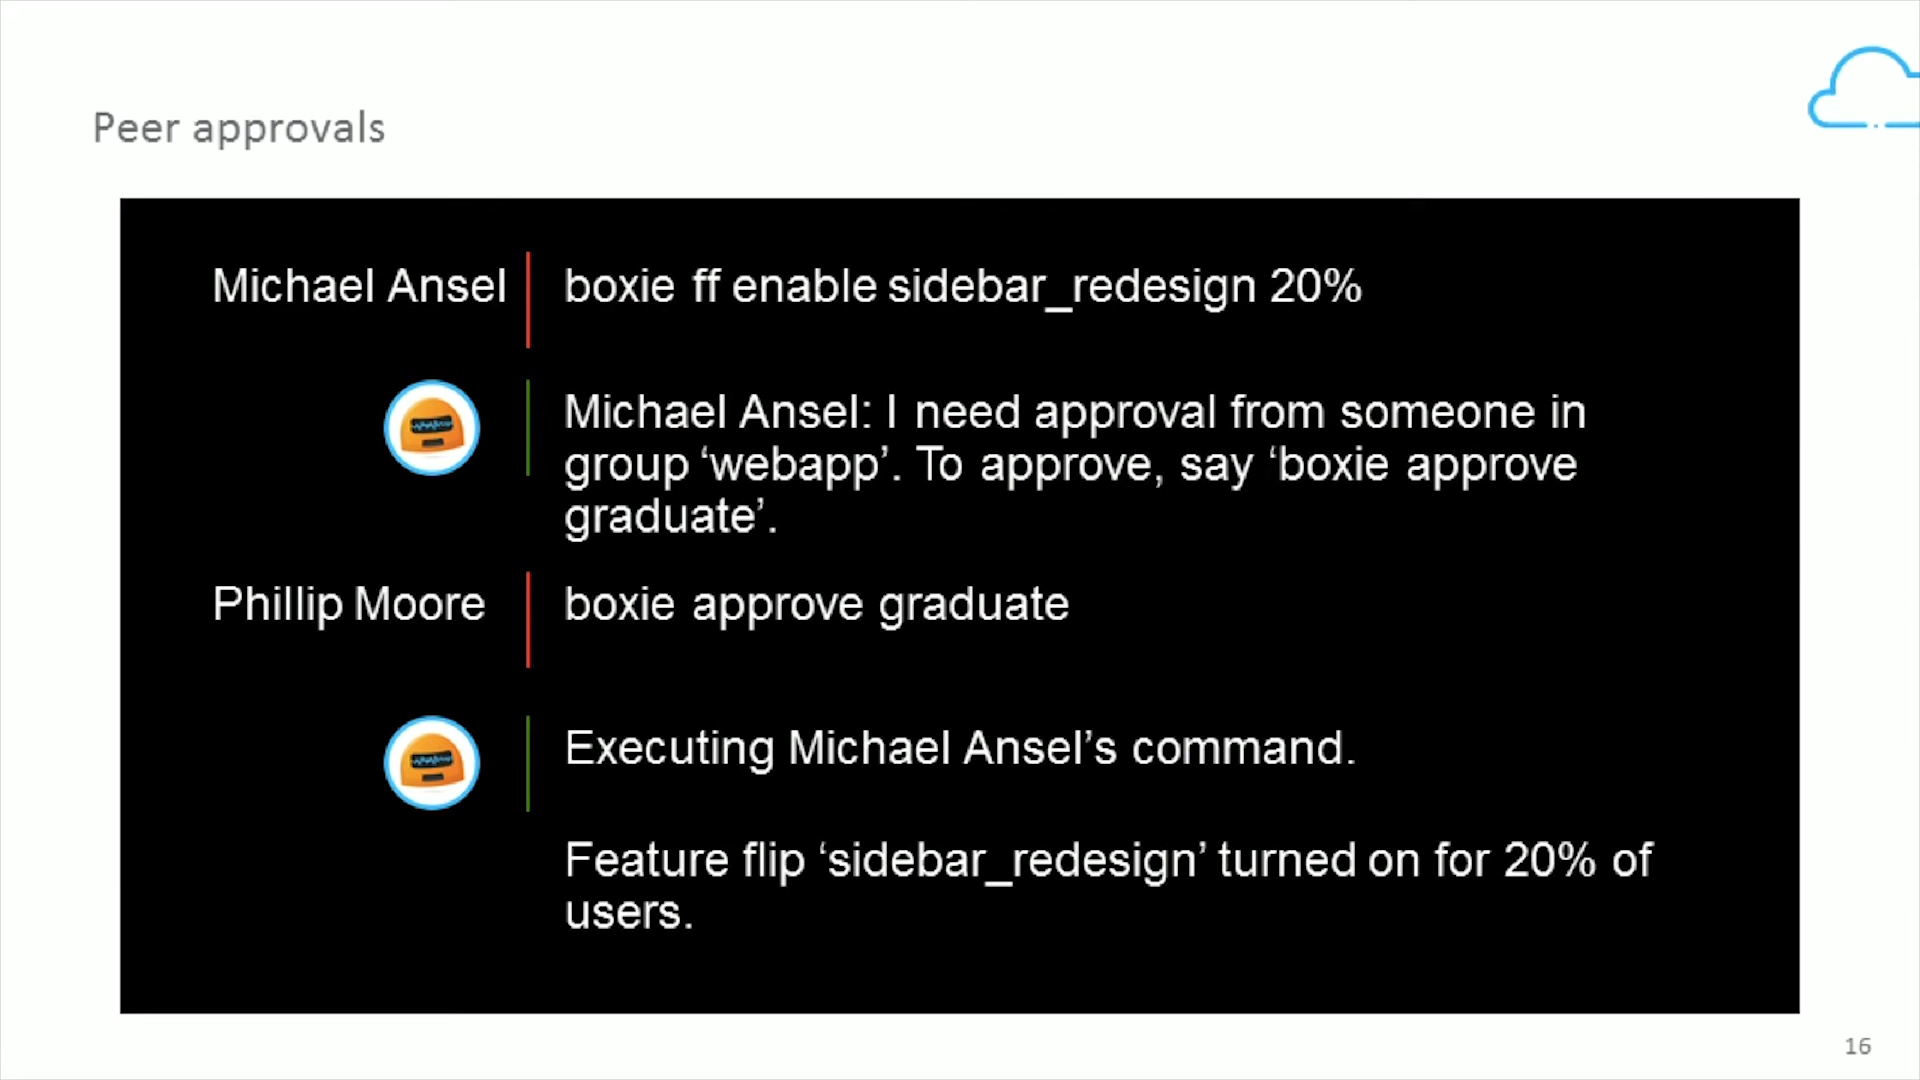 Peer approvals
Michael Ansel boxie ff enable sidebar_redesign 20%
Michael Ansel: I need approval from someone in
group ‘webapp’. To approve, say ‘boxie approve
graduate’.
Phillip Moore boxie approve graduate
Executing Michael Ansel’s command.
Feature flip ‘sidebar_redesign’ turned on for 20% of
users.
16